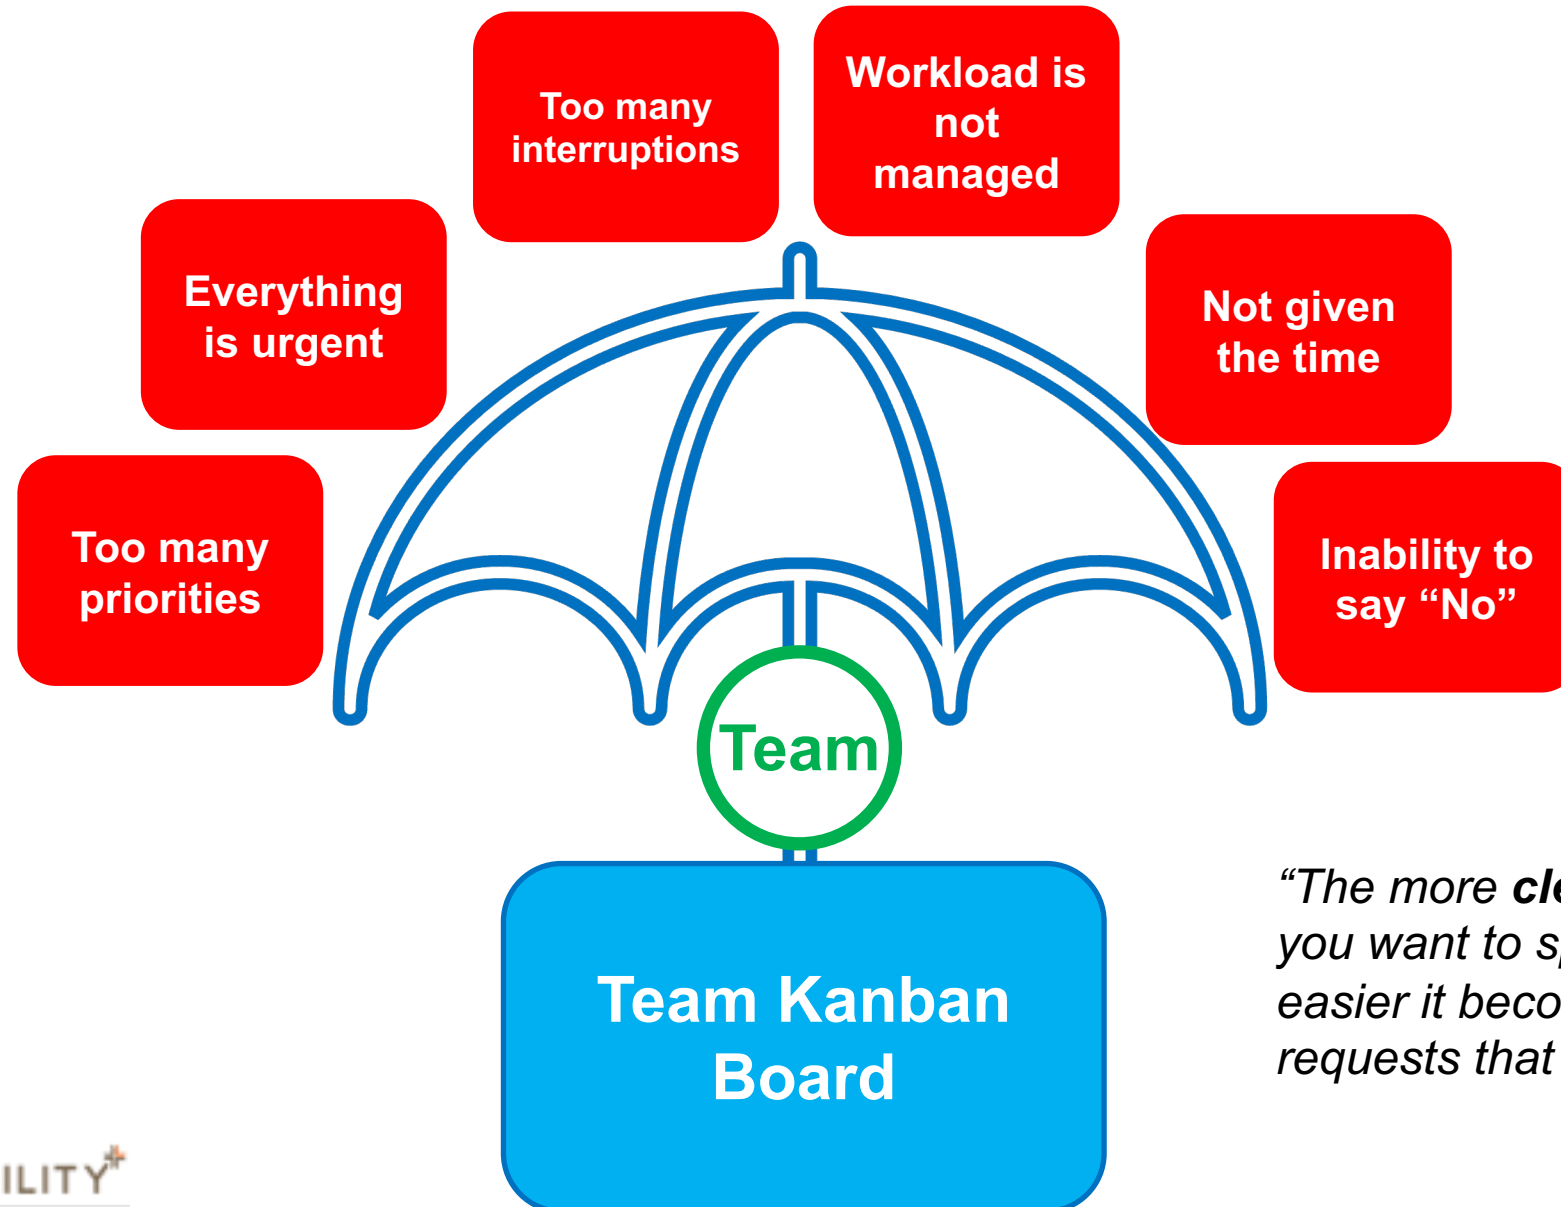 Too many
interruptions
Workload is
not
managed
Everything
is urgent
Not given
the time
Too many
priorities
Inability to
say “No”
Team
Team Kanban
Board
“The more
you want to
easier it
requests that
ILITY